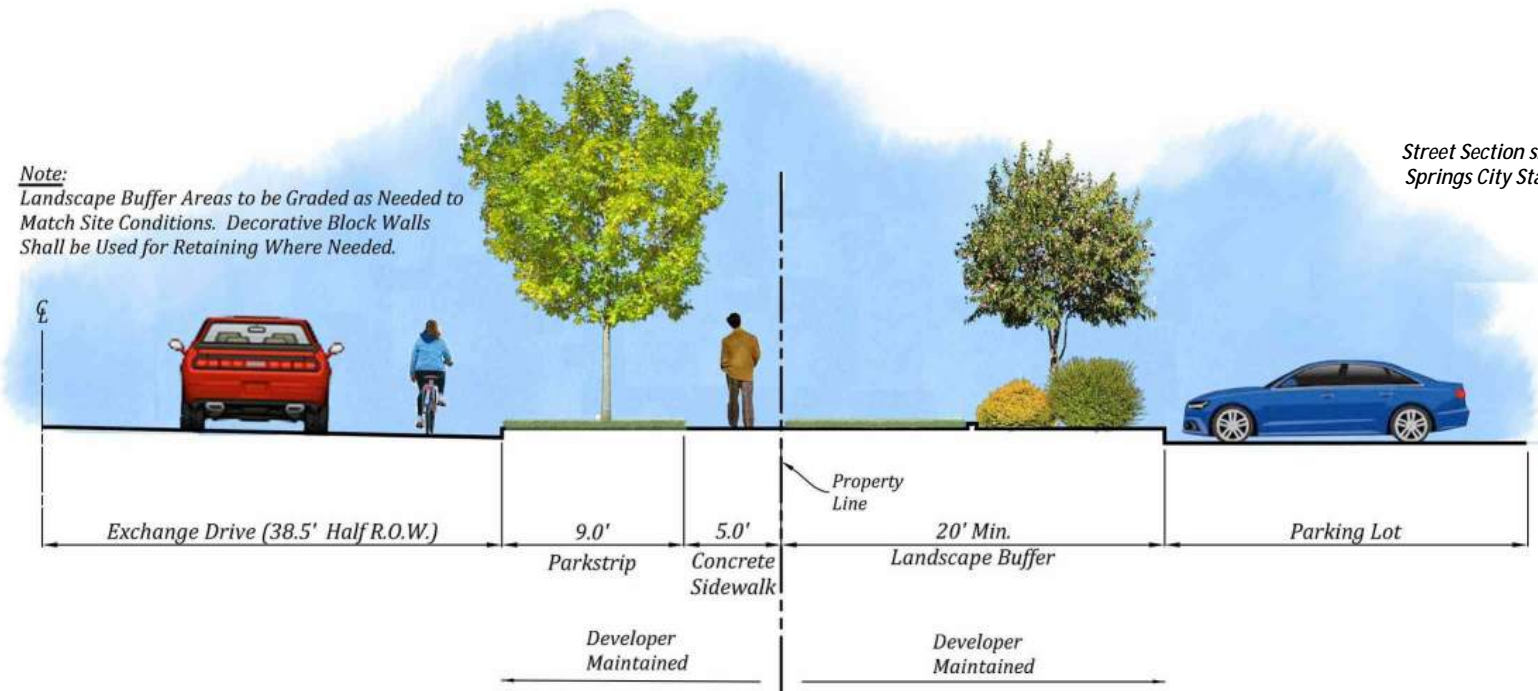 Note:
Landscape Buffer Areas to be Graded as Needed to
Match Site Conditions. Decorative Block Walls
Shall be Used for Retaining Where Needed.
Street Section s
Springs City Sta
℄
Property
Line
Exchange Drive (38.5' Half R.O.W.)
9.0'
Parkstrip
5.0'
Concrete
Sidewalk
20' Min.
Landscape Buffer
Parking Lot
Developer
Maintained
Developer
Maintained